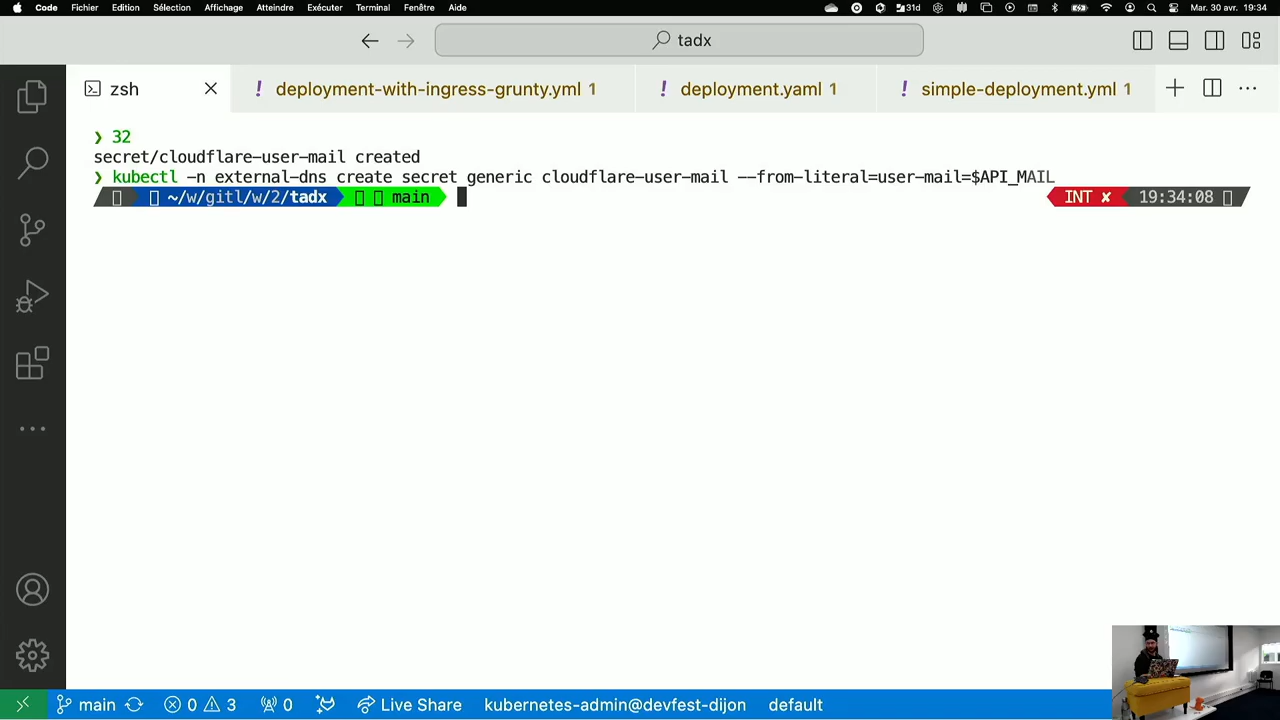 Code Fichier Edition Sélection Affichage Atteindre Exécuter Terminal Fenêtre Aide 31d Mar. 30 avr. 19:34
tadx
zsh ! deployment-with-ingress-grunty.yml 1 ! deployment.yaml 1 ! simple-deployment.yml 1
❯ 32
secret/cloudflare-user-mail created
❯ kubectl -n external-dns create secret generic cloudflare-user-mail --from-literal=user-mail=$API_MAIL
~/w/gitl/w/2/tadx main INT ✘ 19:34:08
main 0 3 0 Live Share kubernetes-admin@devfest-dijon default